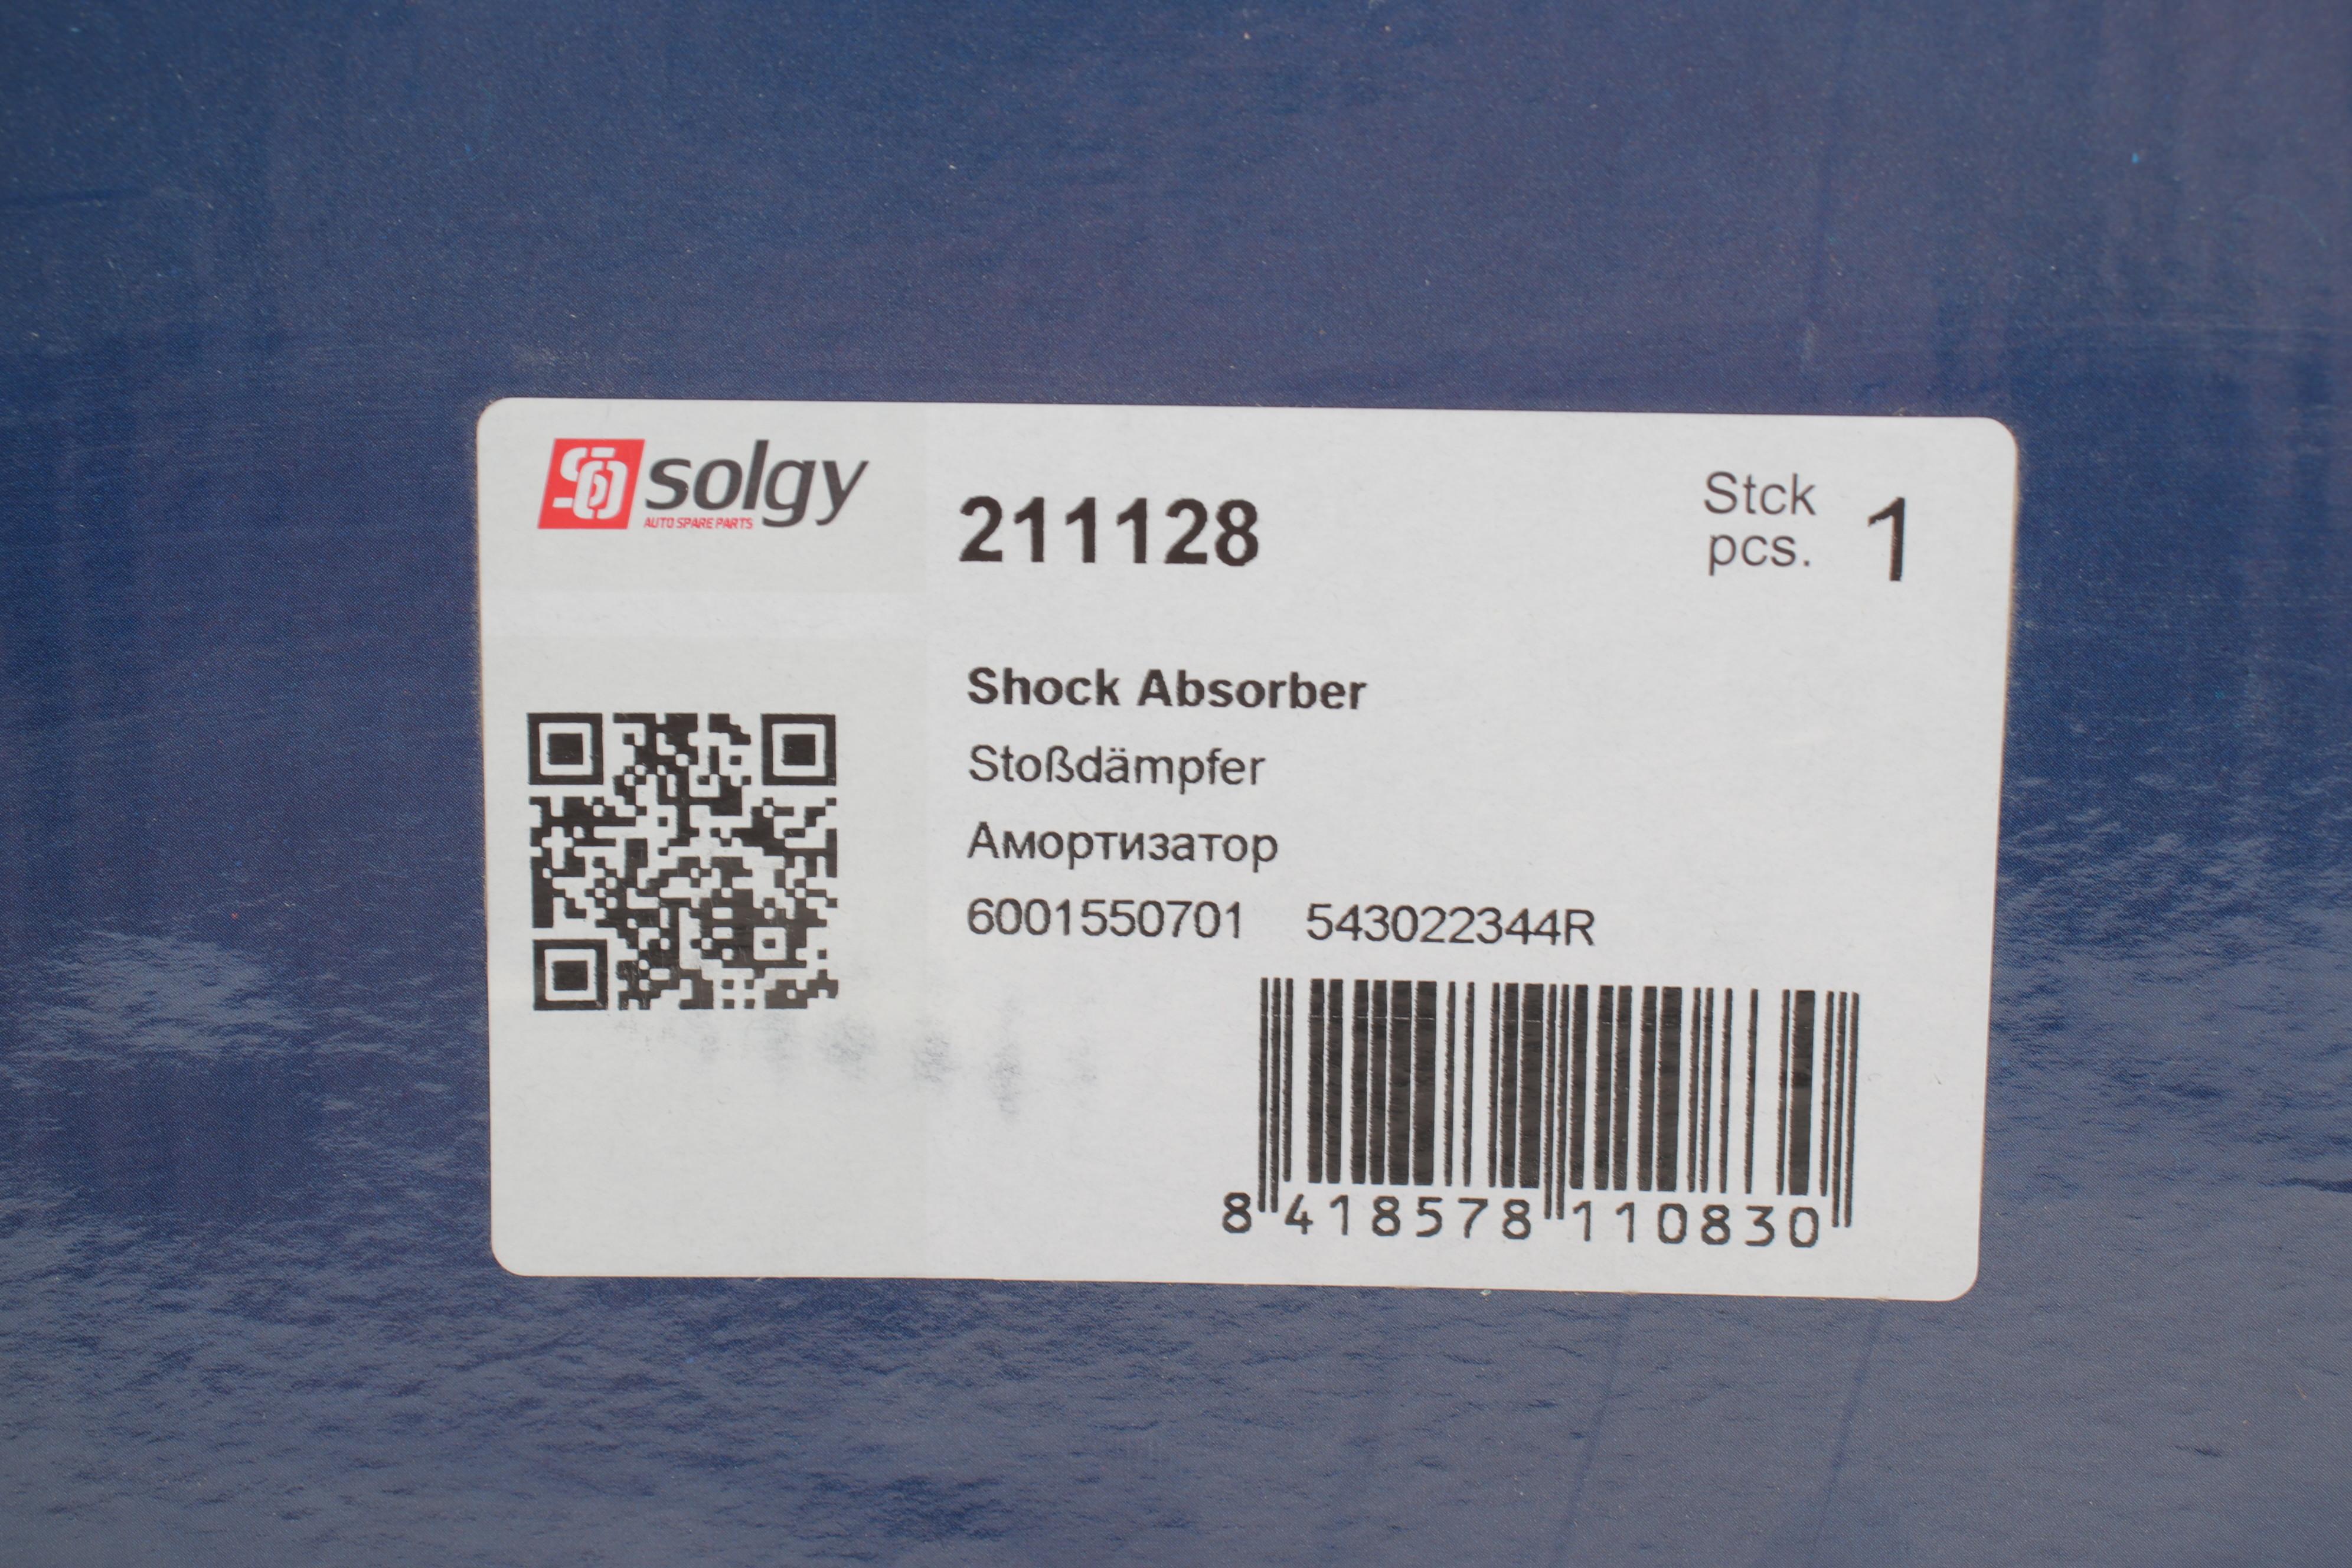 solgy
AUTO SPARE PARTS
211128
Stck
pcs.
1
Shock Absorber
Stoßdämpfer
Амортизатор
6001550701 543022344R
8 418578 110830